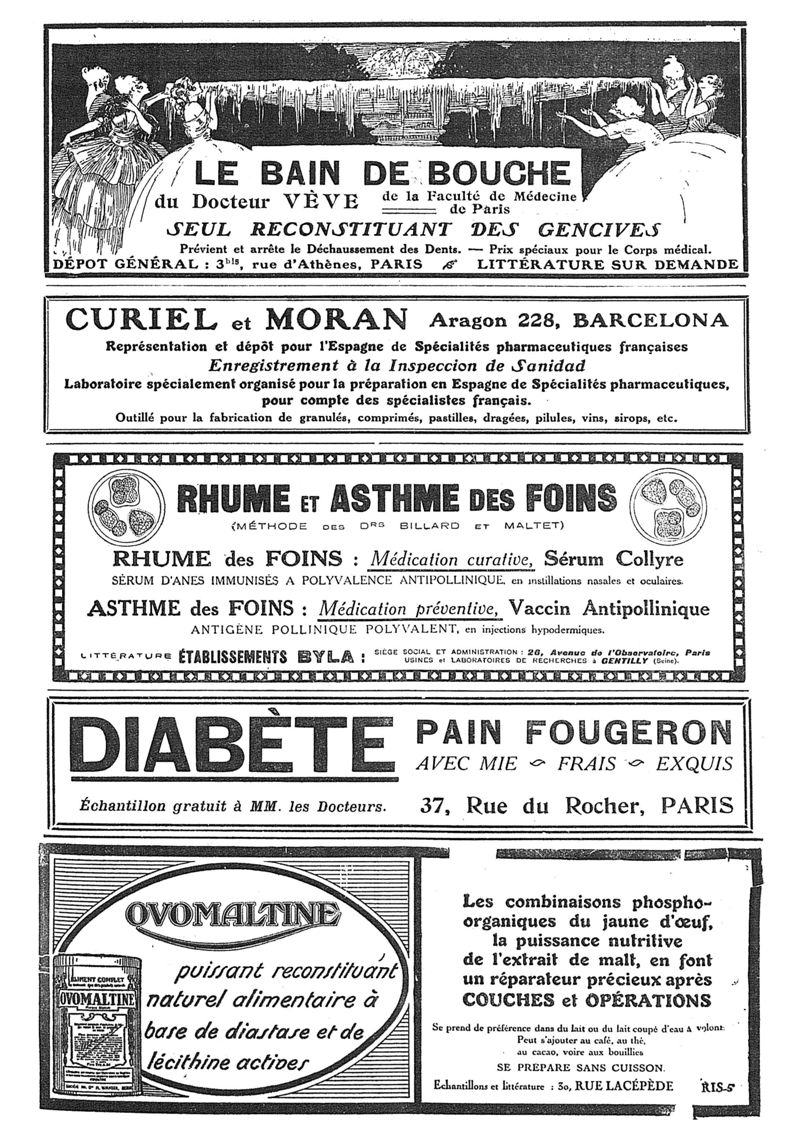 LE BAIN DE BOUCHE
du Docteur VÈVE de la Faculté de Médecine
de Paris
SEUL RECONSTITUANT DES GENCIVES
Prévient et arrête le Déchaussement des Dents. — Prix spéciaux pour le Corps médical.
DÉPOT GÉNÉRAL : 3bis, rue d'Athènes, PARIS LITTÉRATURE SUR DEMANDE
CURIEL et MORAN Aragon 228, BARCELONA
Représentation et dépôt pour l'Espagne de Spécialités pharmaceutiques françaises
Enregistrement à la Inspeccion de Sanidad
Laboratoire spécialement organisé pour la préparation en Espagne de Spécialités pharmaceutiques,
pour compte des spécialistes français.
Outillé pour la fabrication de granulés, comprimés, pastilles, dragées, pilules, vins, sirops, etc.
RHUME ET ASTHME DES FOINS
(MÉTHODE DES DRS BILLARD ET MALTET)
RHUME des FOINS : Médication curative, Sérum Collyre
SÉRUM D'ANES IMMUNISÉS A POLYVALENCE ANTIPOLLINIQUE, en instillations nasales et oculaires.
ASTHME des FOINS : Médication préventive, Vaccin Antipollinique
ANTIGÈNE POLLINIQUE POLYVALENT, en injections hypodermiques.
LITTÉRATURE ÉTABLISSEMENTS BYLA : SIÈGE SOCIAL ET ADMINISTRATION : 26, Avenue de l'Observatoire, Paris
USINES et LABORATOIRES DE RECHERCHES à GENTILLY (Seine).
DIABÈTE
PAIN FOUGERON
AVEC MIE FRAIS EXQUIS
Échantillon gratuit à MM. les Docteurs. 37, Rue du Rocher, PARIS
OVOMALTINE
puissant reconstituant
naturel alimentaire à
base de diastase et de
lécithine actives
ALIMENT COMPLET
OVOMALTINE
Les combinaisons phospho-
organiques du jaune d'œuf,
la puissance nutritive
de l'extrait de malt, en font
un réparateur précieux après
COUCHES et OPÉRATIONS
Se prend de préférence dans du lait ou du lait coupé d'eau à volont
Peut s'ajouter au café, au thé,
au cacao, voire aux bouillies
SE PRÉPARE SANS CUISSON.
Echantillons et littérature : 30, RUE LACÉPÈDE RIS-5e